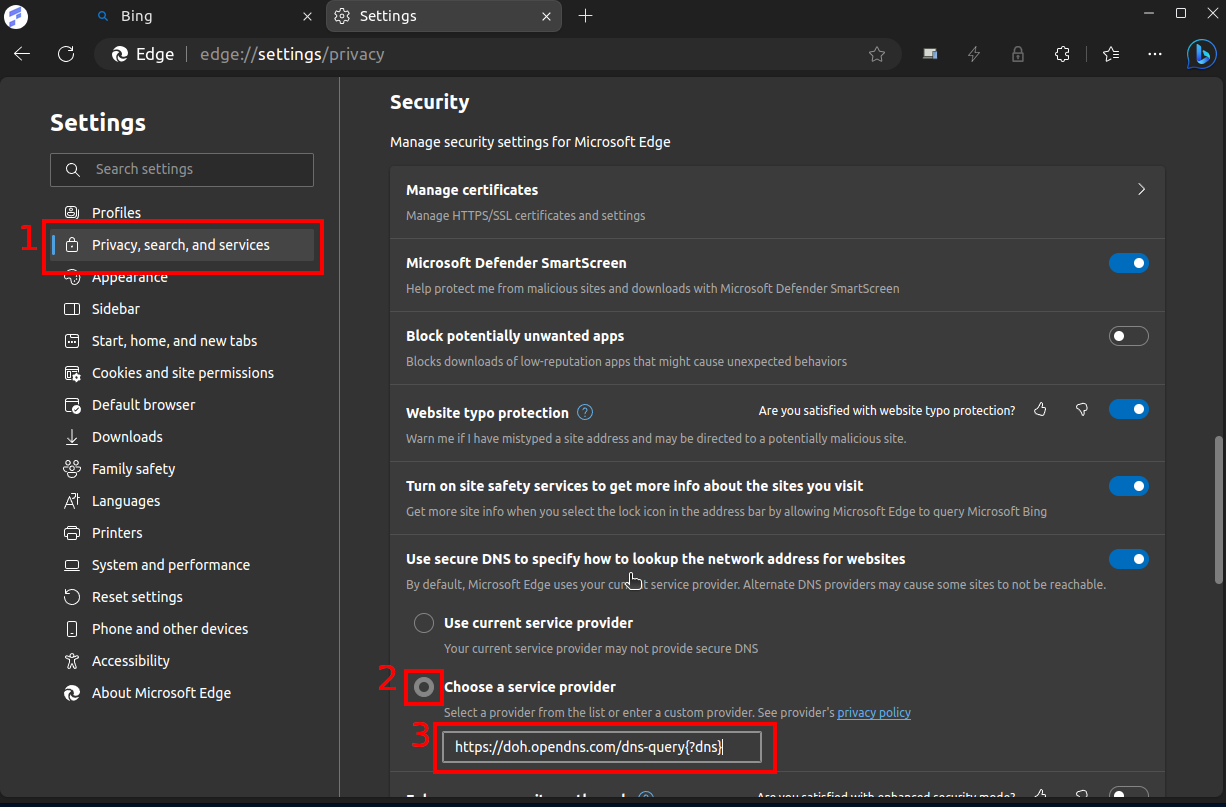 Bing
Settings
Edge
edge://settings/privacy
Settings
Search settings
Profiles
1
Privacy, search, and services
Appearance
Sidebar
Start, home, and new tabs
Cookies and site permissions
Default browser
Downloads
Family safety
Languages
Printers
System and performance
Reset settings
Phone and other devices
Accessibility
About Microsoft Edge
Security
Manage security settings for Microsoft Edge
Manage certificates
Manage HTTPS/SSL certificates and settings
Microsoft Defender SmartScreen
Help protect me from malicious sites and downloads with Microsoft Defender SmartScreen
Block potentially unwanted apps
Blocks downloads of low-reputation apps that might cause unexpected behaviors
Website typo protection ? Are you satisfied with website typo protection?
Warn me if I have mistyped a site address and may be directed to a potentially malicious site.
Turn on site safety services to get more info about the sites you visit
Get more site info when you select the lock icon in the address bar by allowing Microsoft Edge to query Microsoft Bing
Use secure DNS to specify how to lookup the network address for websites
By default, Microsoft Edge uses your current service provider. Alternate DNS providers may cause some sites to not be reachable.
Use current service provider
Your current service provider may not provide secure DNS
2
Choose a service provider
Select a provider from the list or enter a custom provider. See provider's privacy policy
3
https://doh.opendns.com/dns-query{?dns}
Are you satisfied with enhanced security mode?